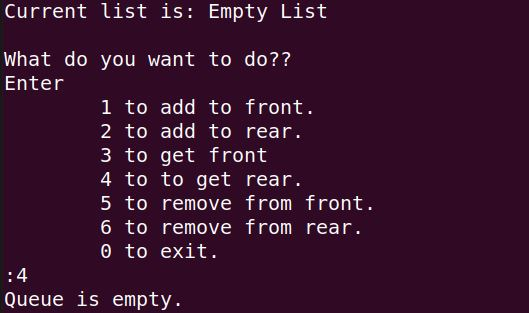 Current list is: Empty List
What do you want to do??
Enter
1 to add to front.
2 to add to rear.
3 to get front
4 to to get rear.
5 to remove from front.
6 to remove from rear.
0 to exit.
:4
Queue is empty.